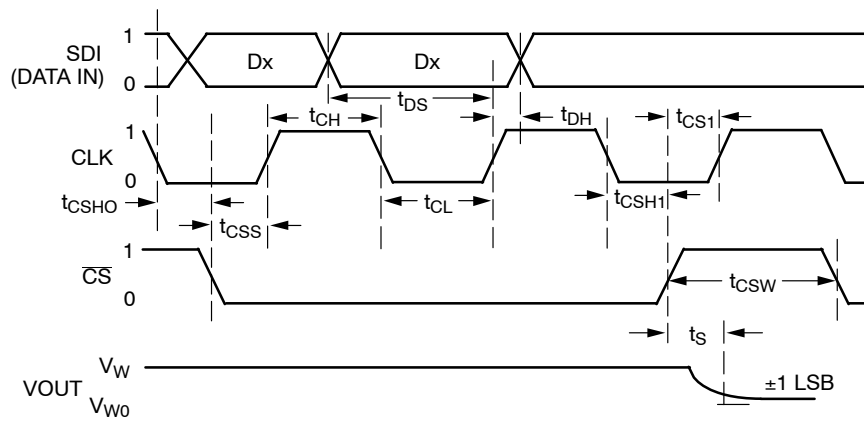 SDI
(DATA IN)
1
0
Dx
Dx
tDS
CLK
1
0
tCH
tDH
tCS1
tCSHO
tCSS
tCL
tCSH1
CS
1
0
tCSW
tS
VOUT
VW
VW0
±1 LSB